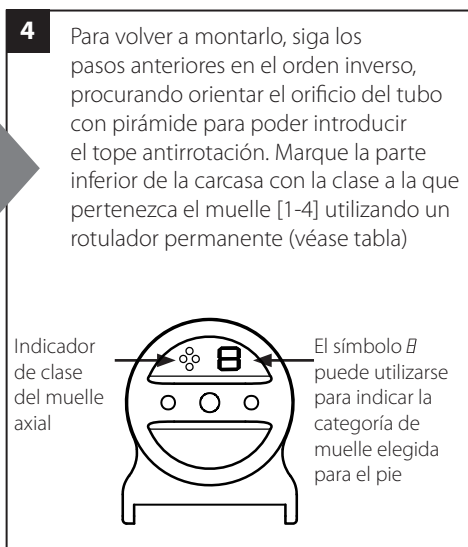 4
Para volver a montarlo, siga los
pasos anteriores en el orden inverso,
procurando orientar el orificio del tubo
con pirámide para poder introducir
el tope antirrotación. Marque la parte
inferior de la carcasa con la clase a la que
pertenezca el muelle [1-4] utilizando un
rotulador permanente (véase tabla)
Indicador
de clase
del muelle
axial
8
El símbolo 8
puede utilizarse
para indicar la
categoría de
muelle elegida
para el pie